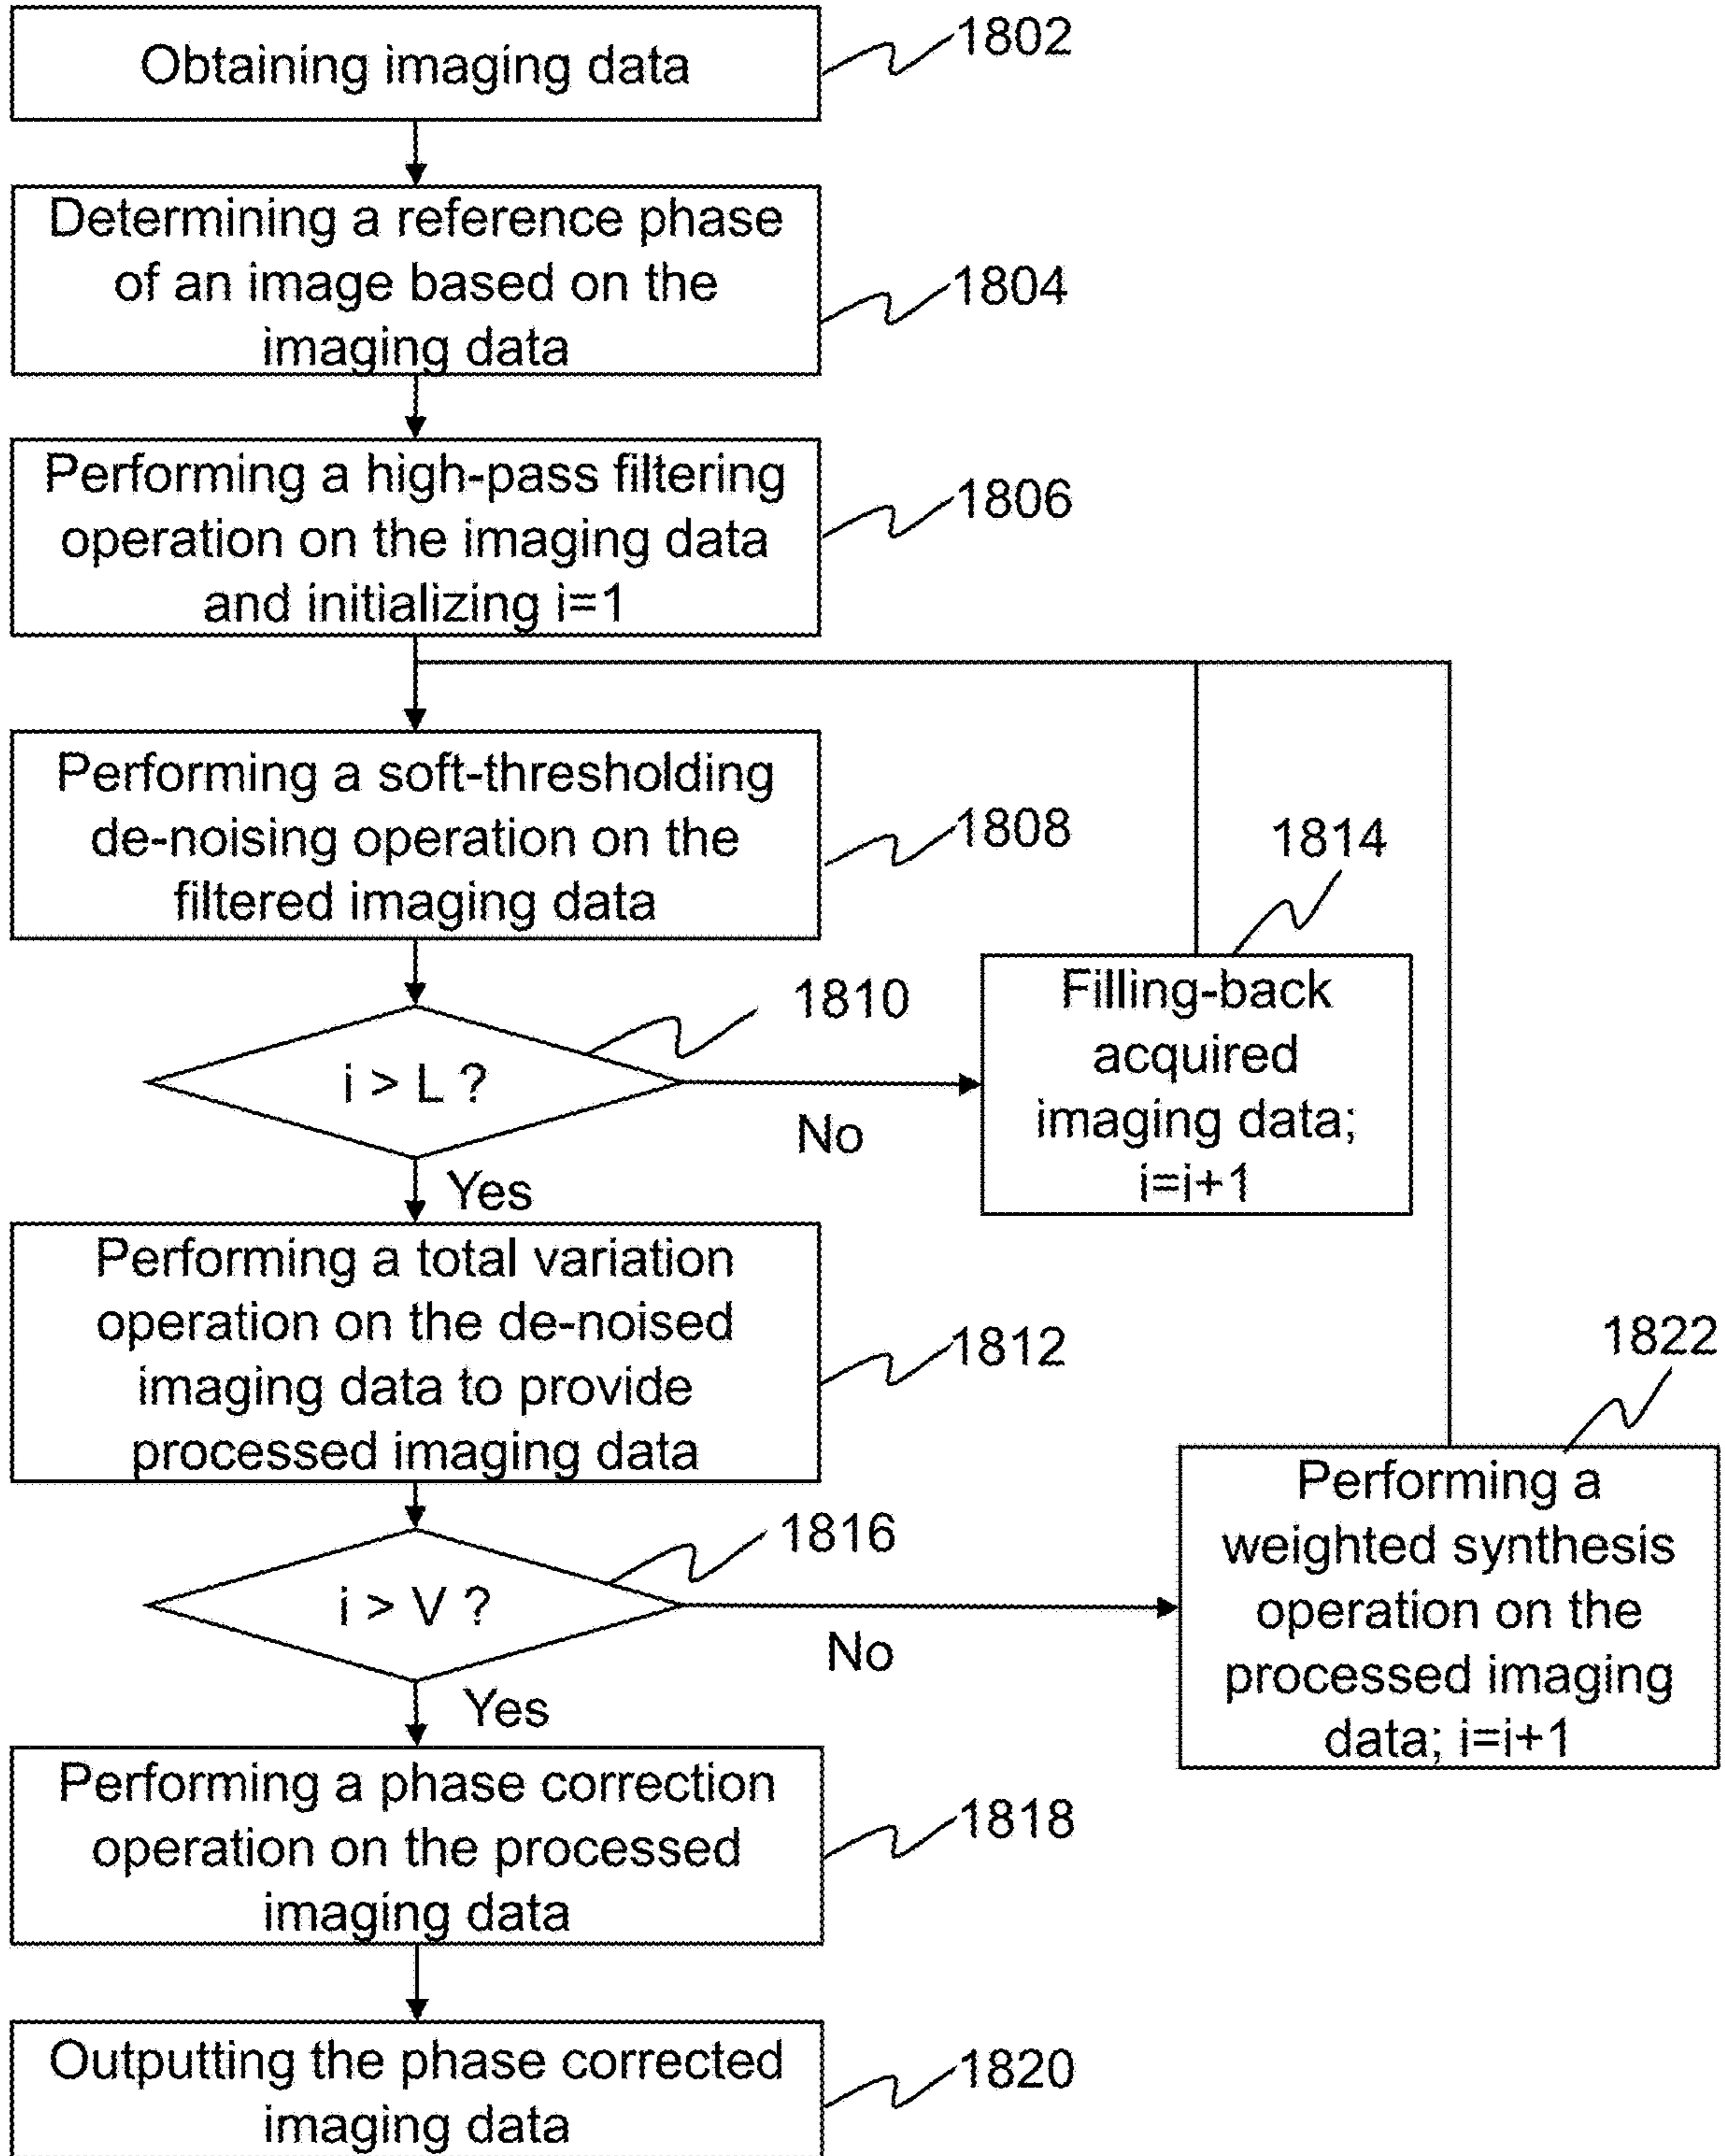 Obtaining imaging data
1802
Determining a reference phase
of an image based on the
imaging data
1804
Performing a high-pass filtering
operation on the imaging data
and initializing i=1
1806
Performing a soft-thresholding
de-noising operation on the
filtered imaging data
1808
1814
Filling-back
acquired
imaging data;
i=i+1
1810
i > L ?
No
Yes
Performing a total variation
operation on the de-noised
imaging data to provide
processed imaging data
1812
1822
Performing a
weighted synthesis
operation on the
processed imaging
data; i=i+1
1816
i > V ?
No
Yes
Performing a phase correction
operation on the processed
imaging data
1818
Outputting the phase corrected
imaging data
1820